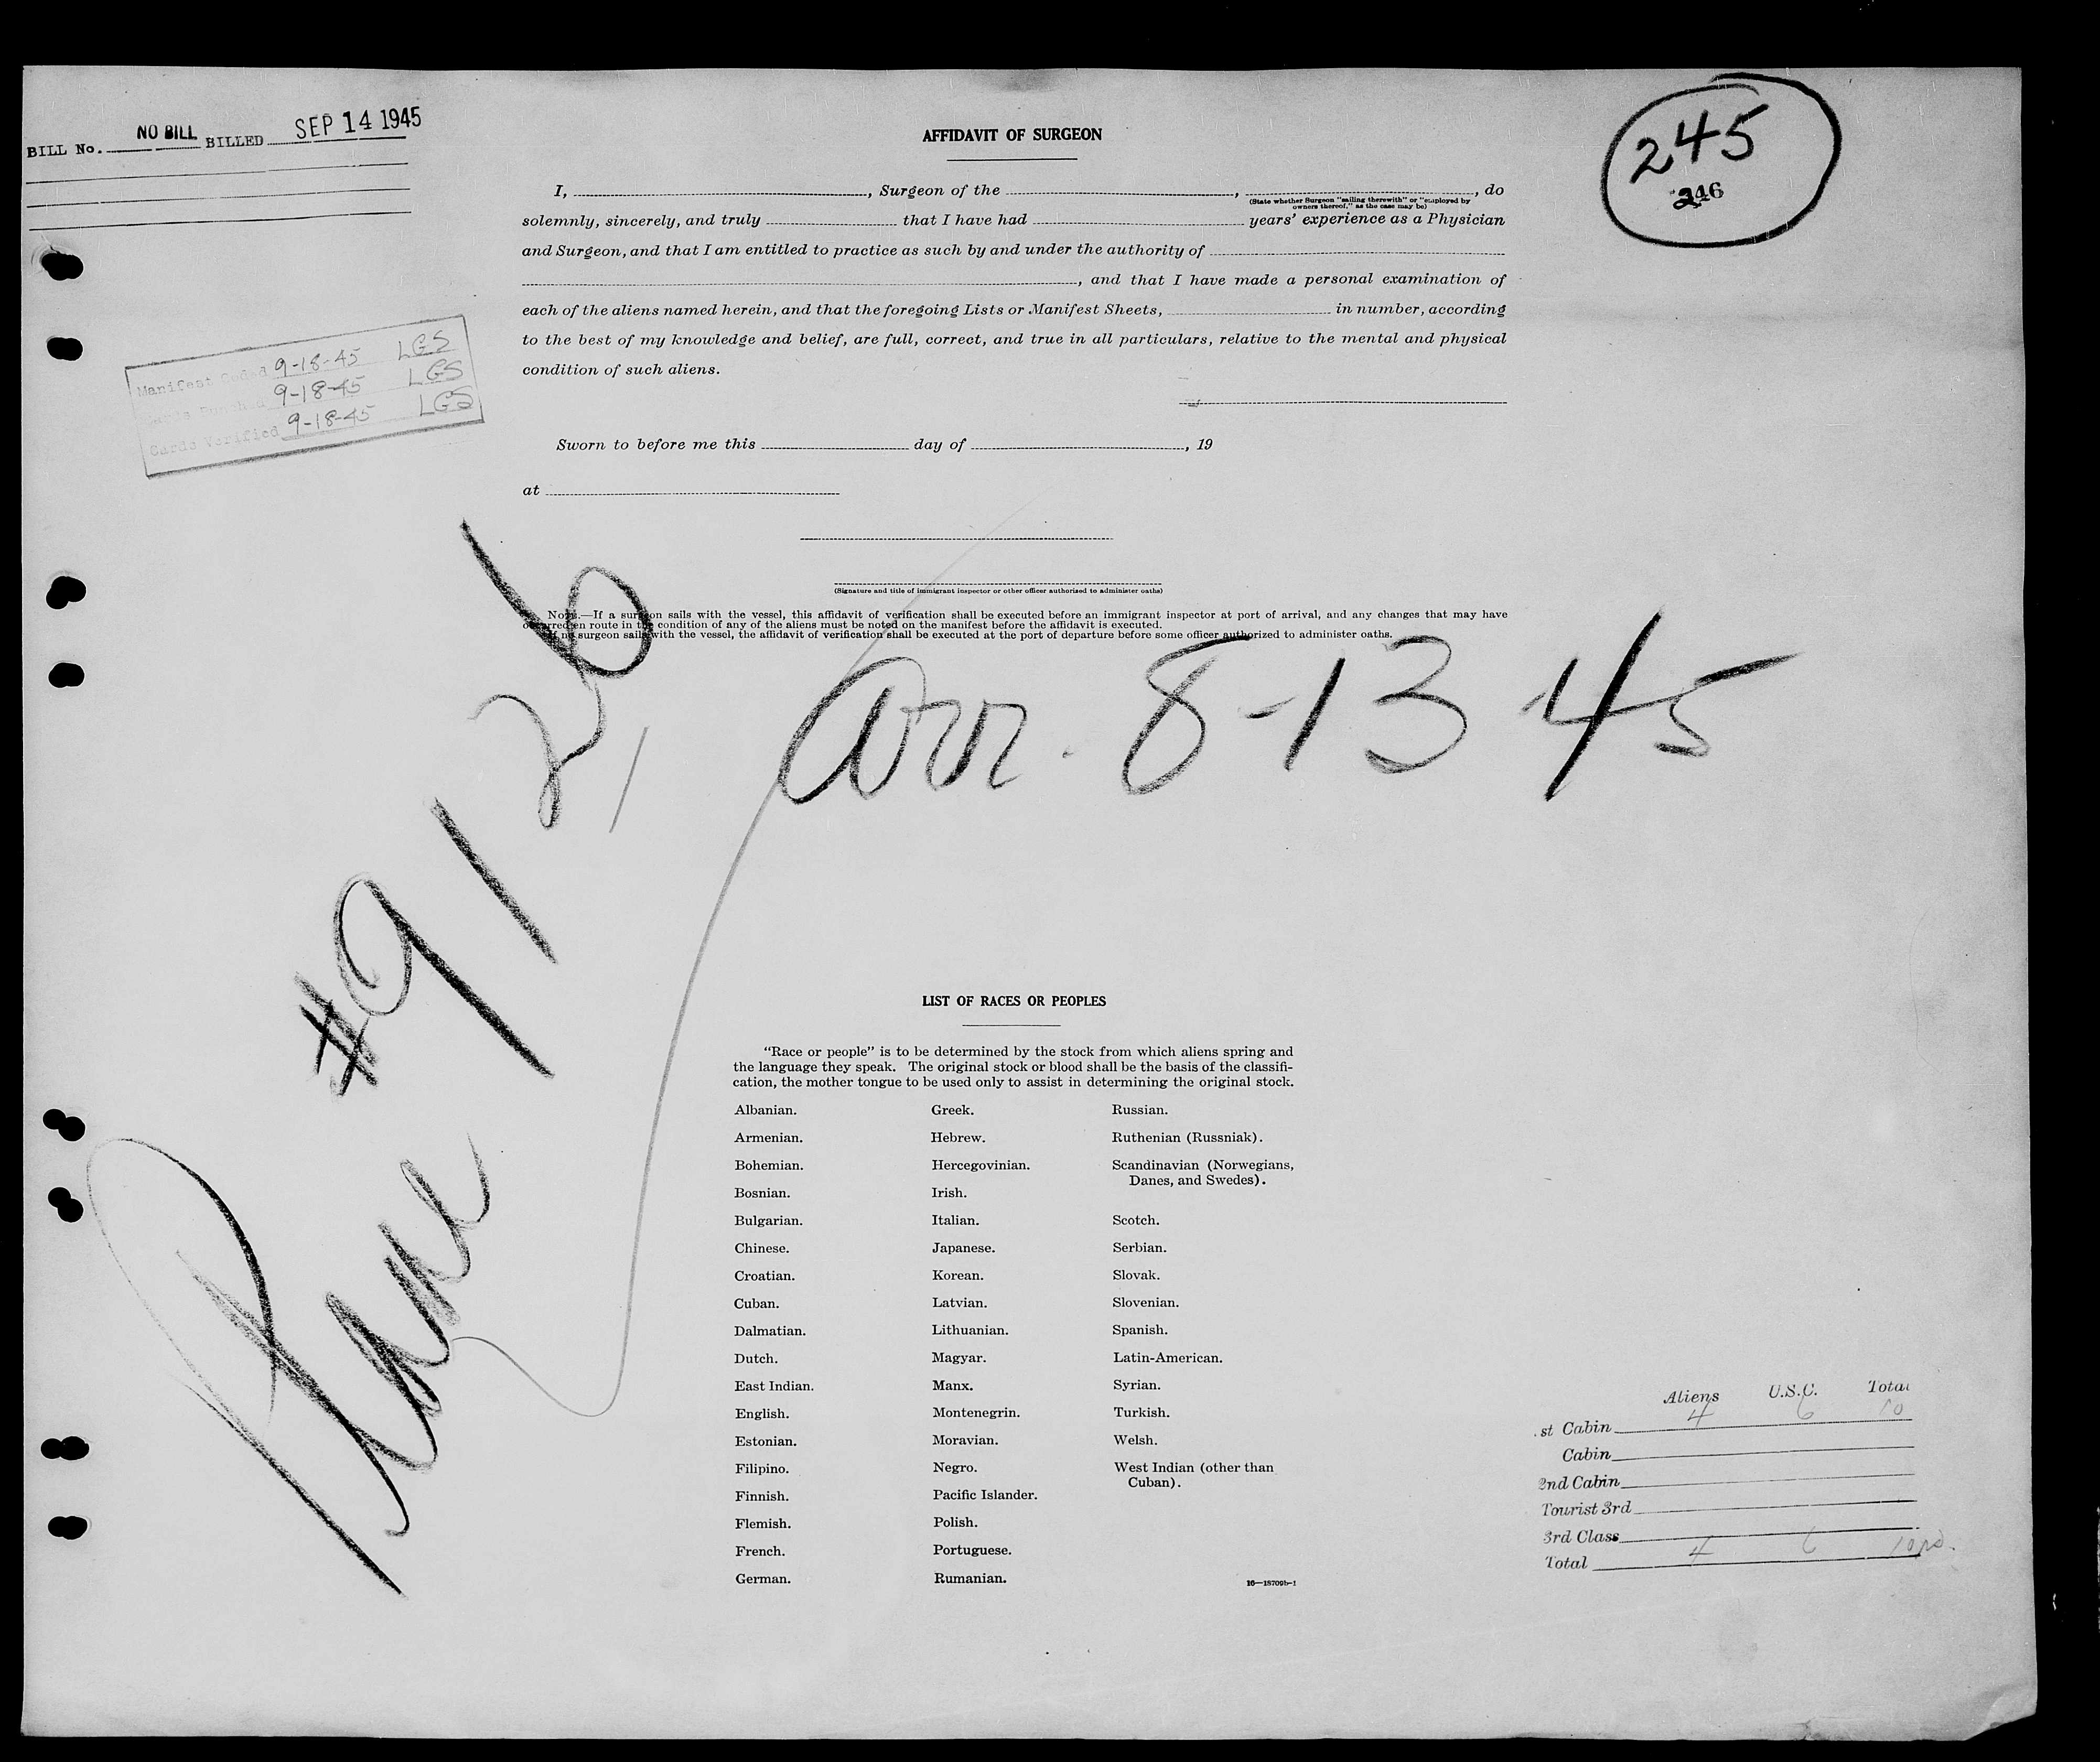 BILL No. NO BILL BILLED SEP 14 1945
245
246
AFFIDAVIT OF SURGEON
I, , Surgeon of the , , do
(State whether Surgeon "sailing therewith" or "employed by
owners thereof," as the case may be)
solemnly, sincerely, and truly that I have had years' experience as a Physician
and Surgeon, and that I am entitled to practice as such by and under the authority of
, and that I have made a personal examination of
each of the aliens named herein, and that the foregoing Lists or Manifest Sheets, in number, according
to the best of my knowledge and belief, are full, correct, and true in all particulars, relative to the mental and physical
condition of such aliens.
Manifest Coded 9-18-45 LGS
Punched 9-18-45 LGS
Cards Verified 9-18-45 LGS
Sworn to before me this day of , 19
at
(Signature and title of immigrant inspector or other officer authorized to administer oaths)
Note.—If a surgeon sails with the vessel, this affidavit of verification shall be executed before an immigrant inspector at port of arrival, and any changes that may have
occurred en route in the condition of any of the aliens must be noted on the manifest before the affidavit is executed.
If no surgeon sails with the vessel, the affidavit of verification shall be executed at the port of departure before some officer authorized to administer oaths.
Arr. 8-13 45
Plane #9126
LIST OF RACES OR PEOPLES
"Race or people" is to be determined by the stock from which aliens spring and
the language they speak. The original stock or blood shall be the basis of the classifi-
cation, the mother tongue to be used only to assist in determining the original stock.
Albanian.
Armenian.
Bohemian.
Bosnian.
Bulgarian.
Chinese.
Croatian.
Cuban.
Dalmatian.
Dutch.
East Indian.
English.
Estonian.
Filipino.
Finnish.
Flemish.
French.
German.
Greek.
Hebrew.
Hercegovinian.
Irish.
Italian.
Japanese.
Korean.
Latvian.
Lithuanian.
Magyar.
Manx.
Montenegrin.
Moravian.
Negro.
Pacific Islander.
Polish.
Portuguese.
Rumanian.
Russian.
Ruthenian (Russniak).
Scandinavian (Norwegians,
Danes, and Swedes).
Scotch.
Serbian.
Slovak.
Slovenian.
Spanish.
Latin-American.
Syrian.
Turkish.
Welsh.
West Indian (other than
Cuban).
16—18709b-1
Aliens U.S.C. Total
st Cabin 4 6 10
Cabin
2nd Cabin
Tourist 3rd
3rd Class
Total 4 6 10